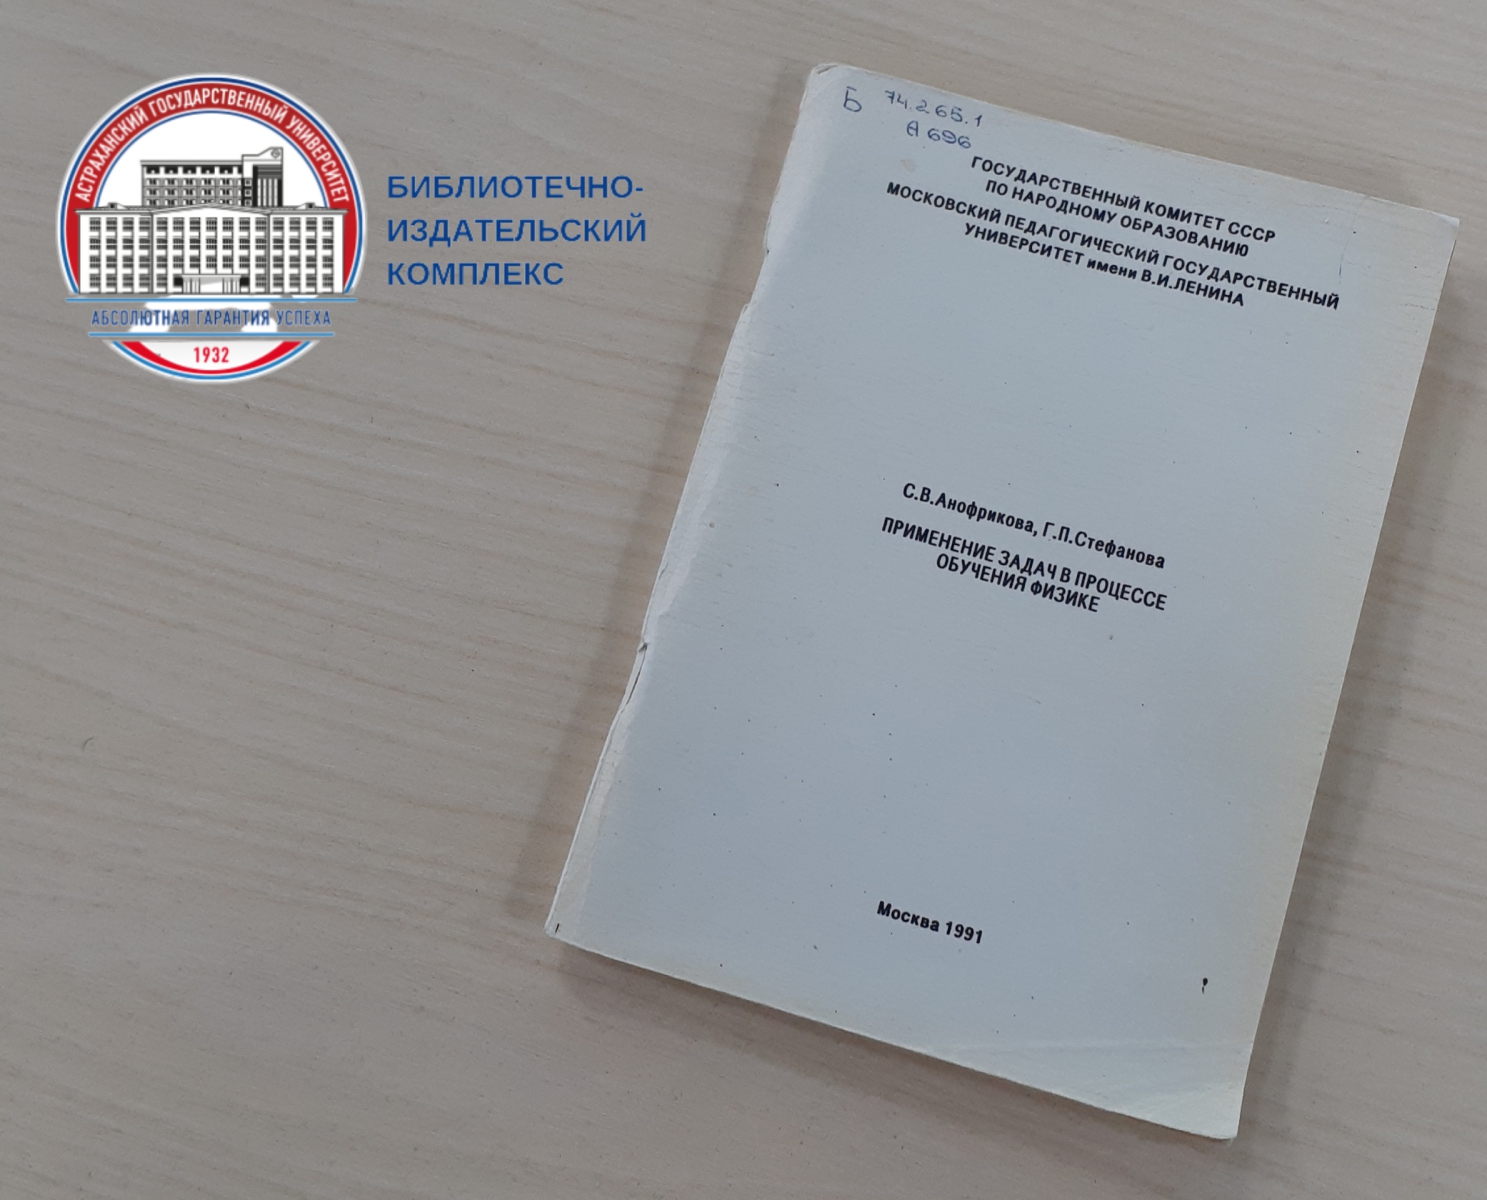 АСТРАХАНСКИЙ ГОСУДАРСТВЕННЫЙ УНИВЕРСИТЕТ
АБСОЛЮТНАЯ ГАРАНТИЯ УСПЕХА
1932
БИБЛИОТЕЧНО-
ИЗДАТЕЛЬСКИЙ
КОМПЛЕКС
Б 74.265.1
А 696
ГОСУДАРСТВЕННЫЙ КОМИТЕТ СССР
ПО НАРОДНОМУ ОБРАЗОВАНИЮ
МОСКОВСКИЙ ПЕДАГОГИЧЕСКИЙ ГОСУДАРСТВЕННЫЙ
УНИВЕРСИТЕТ имени В.И.ЛЕНИНА
С.В.Анофрикова, Г.П.Стефанова
ПРИМЕНЕНИЕ ЗАДАЧ В ПРОЦЕССЕ
ОБУЧЕНИЯ ФИЗИКЕ
Москва 1991